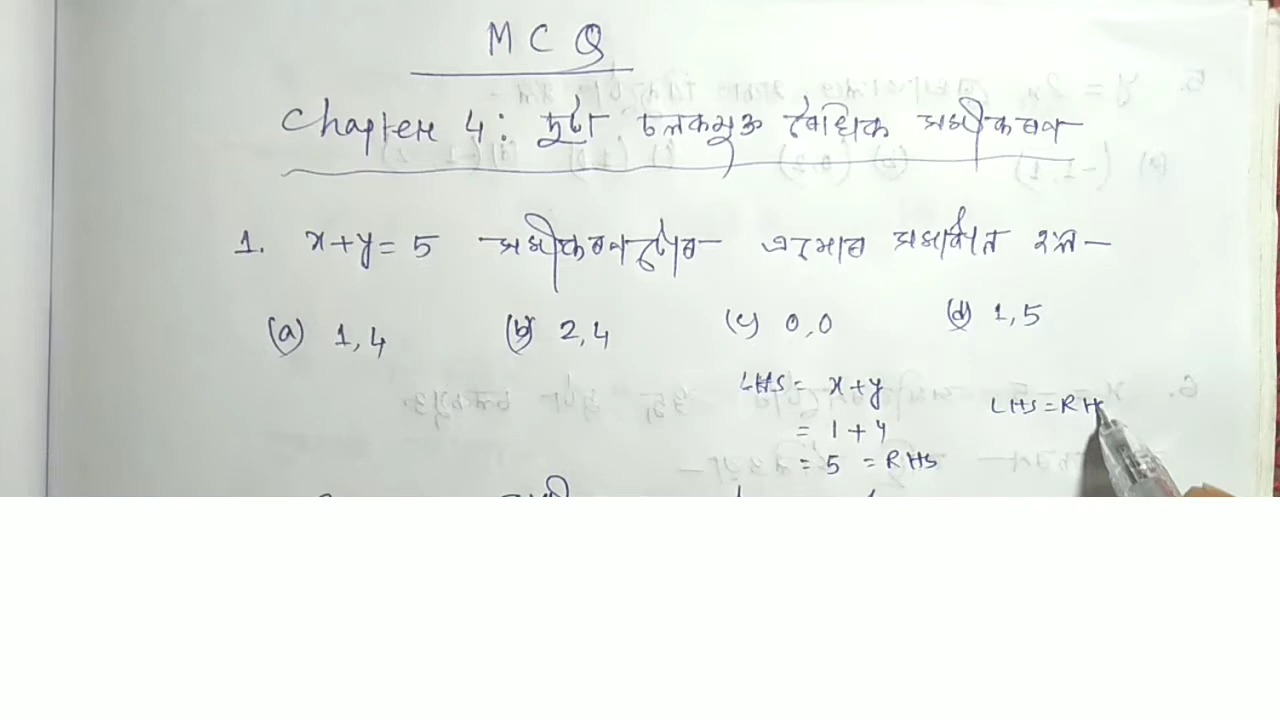 MCQ
Chapter 4: দুটা চলকযুক্ত ৰৈখিক সমীকৰণ
1. x+y=5 সমীকৰণটোৰ এটামাত্ৰ সমাধান হ'ল—
(a) 1,4 (b) 2,4 (c) 0,0 (d) 1,5
LHS = x+y
= 1+4
= 5 = RHS
LHS = RHS